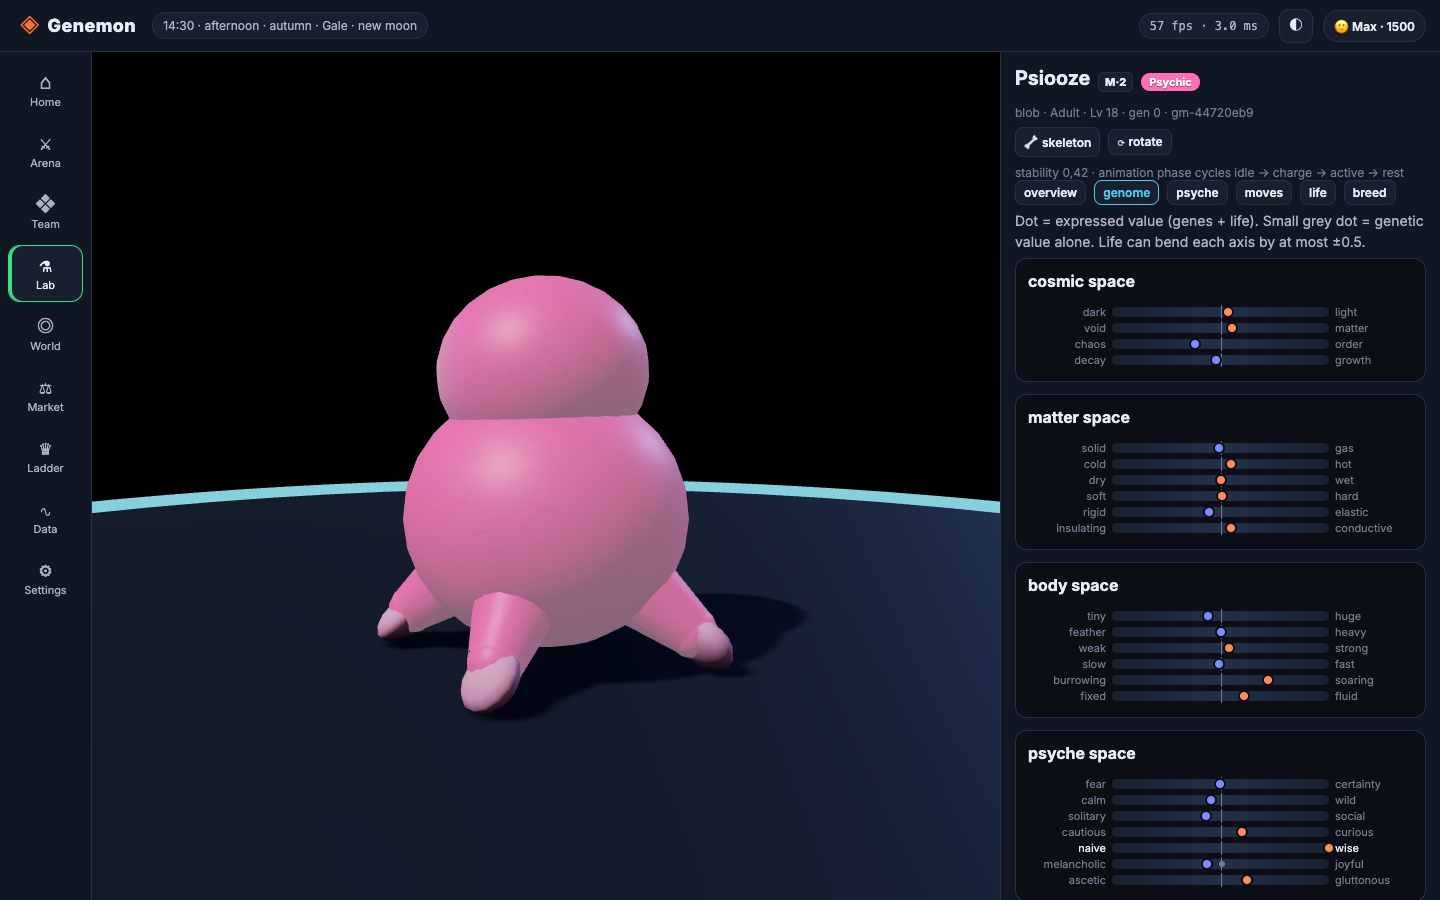 Genemon
14:30 · afternoon · autumn · Gale · new moon
57 fps · 3.0 ms
Max · 1500
Home
Arena
Team
Lab
World
Market
Ladder
Data
Settings
Psiooze M·2 Psychic
blob · Adult · Lv 18 · gen 0 · gm-44720eb9
skeleton rotate
stability 0,42 · animation phase cycles idle → charge → active → rest
overview genome psyche moves life breed
Dot = expressed value (genes + life). Small grey dot = genetic
value alone. Life can bend each axis by at most ±0.5.
cosmic space
dark light
void matter
chaos order
decay growth
matter space
solid gas
cold hot
dry wet
soft hard
rigid elastic
insulating conductive
body space
tiny huge
feather heavy
weak strong
slow fast
burrowing soaring
fixed fluid
psyche space
fear certainty
calm wild
solitary social
cautious curious
naive wise
melancholic joyful
ascetic gluttonous